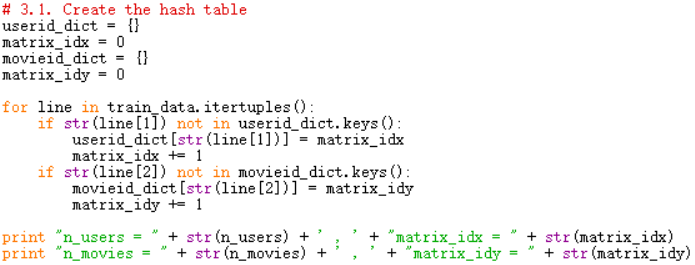 # 3.1. Create the hash table
userid_dict = {}
matrix_idx = 0
movieid_dict = {}
matrix_idy = 0

for line in train_data.itertuples():
    if str(line[1]) not in userid_dict.keys():
        userid_dict[str(line[1])] = matrix_idx
        matrix_idx += 1
    if str(line[2]) not in movieid_dict.keys():
        movieid_dict[str(line[2])] = matrix_idy
        matrix_idy += 1

print "n_users = " + str(n_users) + ' , ' + "matrix_idx = " + str(matrix_idx)
print "n_movies = " + str(n_movies) + ' , ' + "matrix_idy = " + str(matrix_idy)